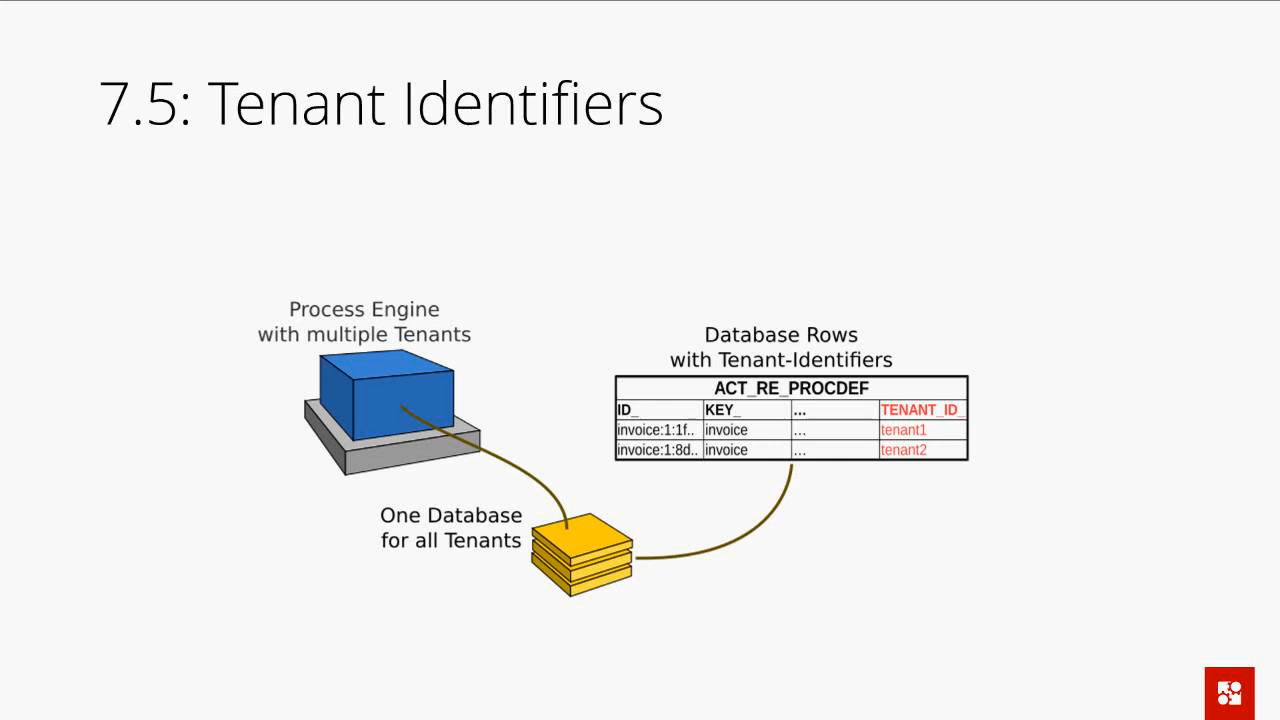 7.5: Tenant Identifiers
Process Engine
with multiple Tenants
Database Rows
with Tenant-Identifiers
ACT_RE_PROCDEF
ID_ KEY_ ... TENANT_ID_
invoice:1:1f.. invoice ... tenant1
invoice:1:8d.. invoice ... tenant2
One Database
for all Tenants